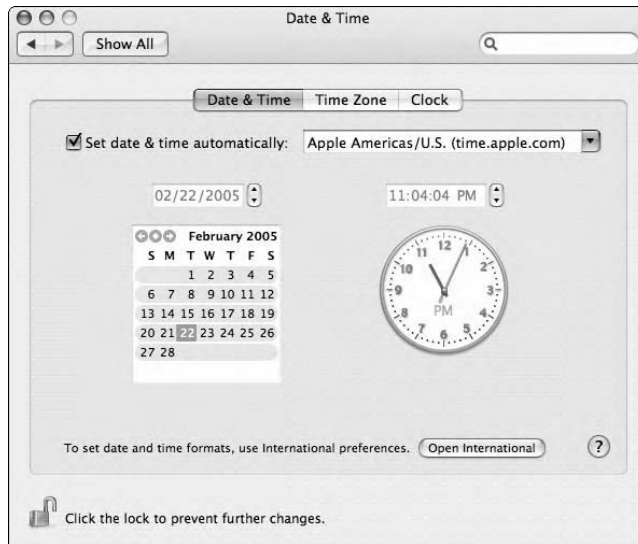 Date & Time
Show All
Date & Time Time Zone Clock
Set date & time automatically: Apple Americas/U.S. (time.apple.com)
02/22/2005 11:04:04 PM
February 2005
S M T W T F S
1 2 3 4 5
6 7 8 9 10 11 12
13 14 15 16 17 18 19
20 21 22 23 24 25 26
27 28
12
11
1
10
2
9
3
PM
8
4
7
5
6
To set date and time formats, use International preferences. Open International ?
Click the lock to prevent further changes.